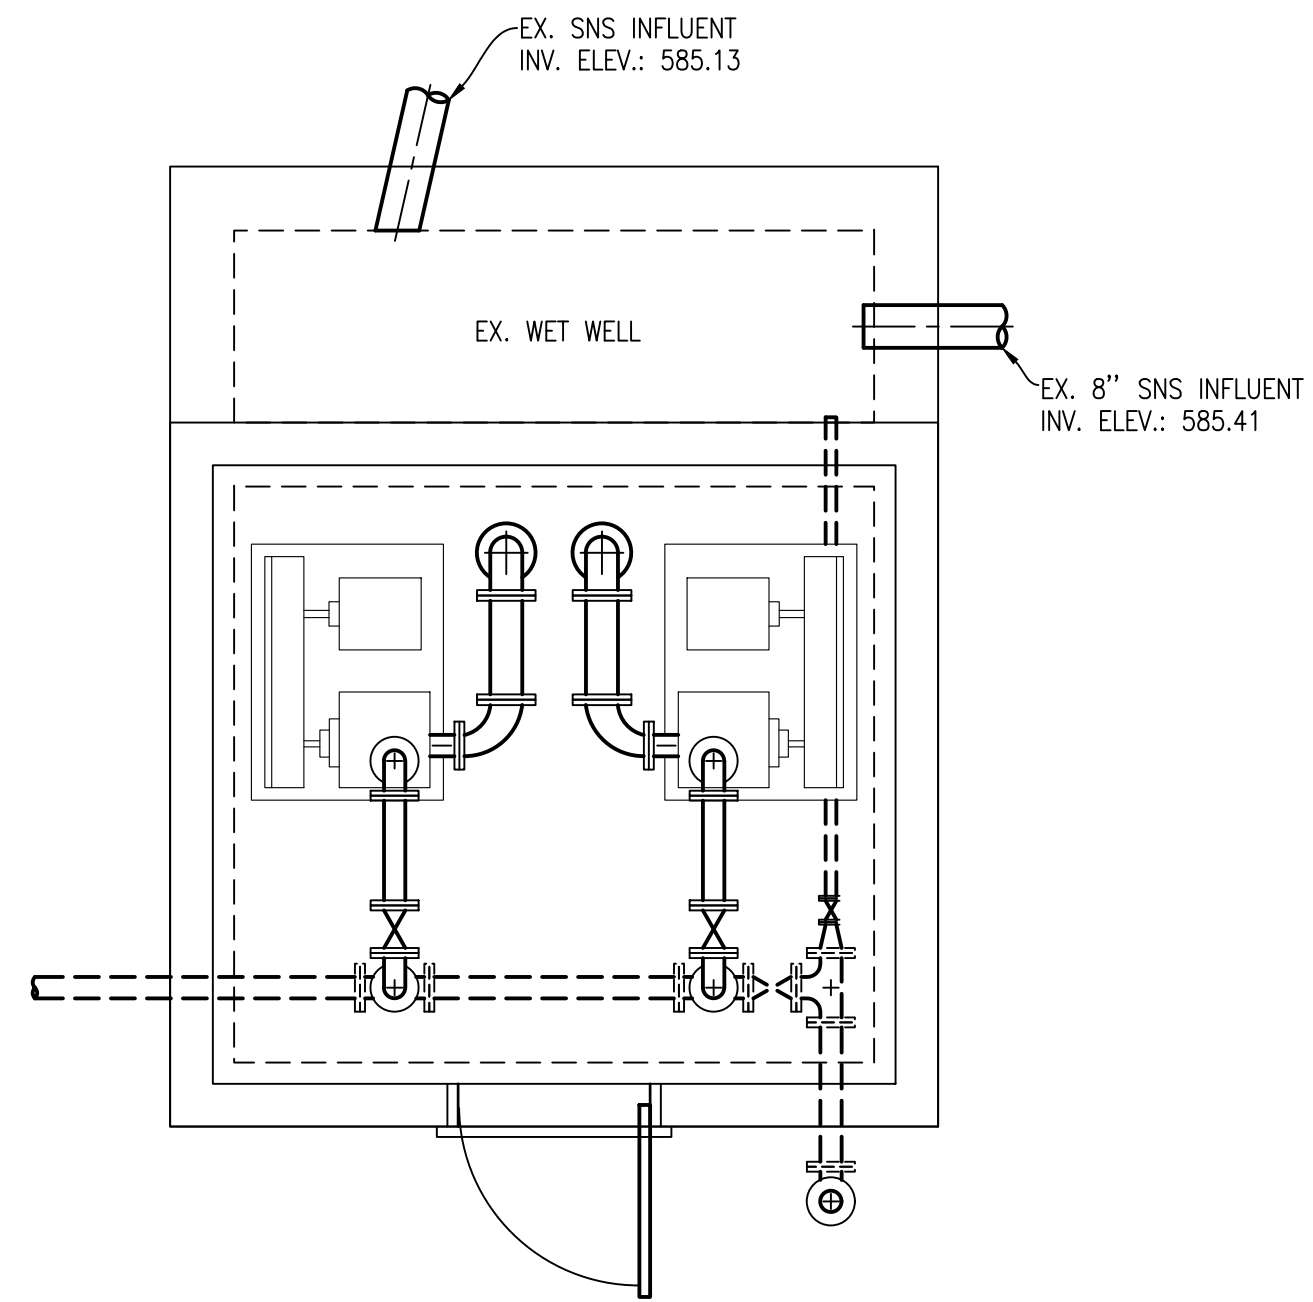 EX. SNS INFLUENT
INV. ELEV.: 585.13
EX. WET WELL
EX. 8'' SNS INFLUENT
INV. ELEV.: 585.41